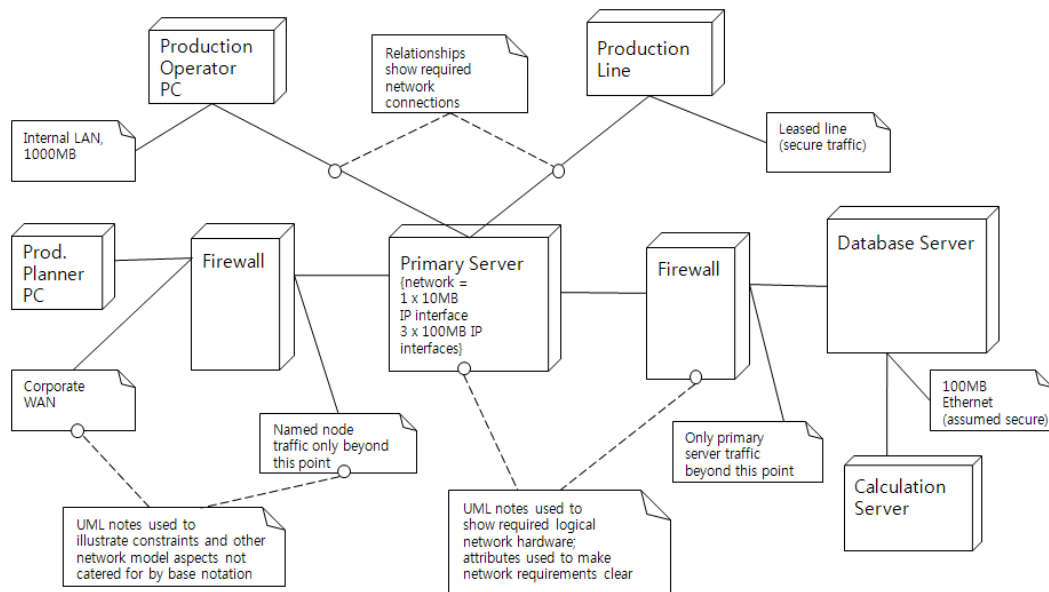 Production
Operator
PC
Relationships
show required
network
connections
Production
Line
Internal LAN,
1000MB
Leased line
(secure traffic)
Prod.
Planner
PC
Firewall
Primary Server
{network =
1 x 10MB
IP interface
3 x 100MB IP
interfaces}
Firewall
Database Server
Corporate
WAN
Named node
traffic only beyond
this point
Only primary
server traffic
beyond this point
100MB
Ethernet
(assumed secure)
Calculation
Server
UML notes used to
illustrate constraints and other
network model aspects not
catered for by base notation
UML notes used to
show required logical
network hardware;
attributes used to make
network requirements clear